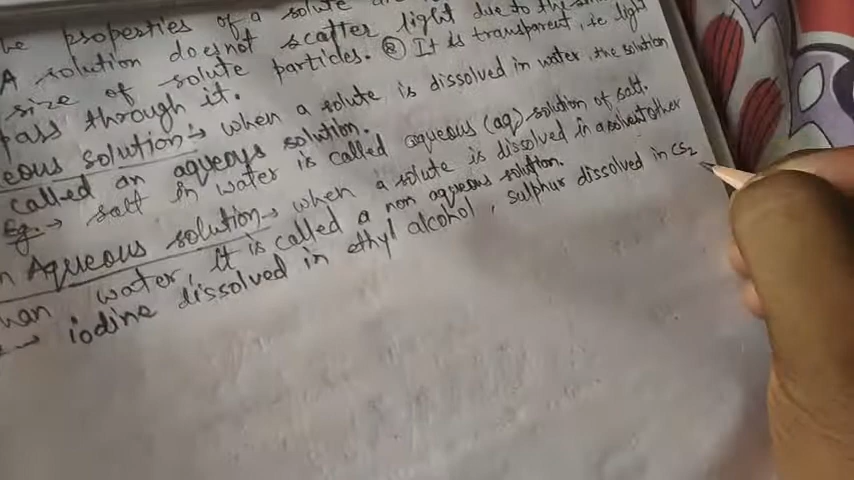 he properties of a solute
A solution doesnot scatter light due to the
size of solute particles. ② It is transparent, ie light
pass through it.
eous solution → when a solute is dissolved in water, the solution
called an aqueous solution.
Eg. → salt in water is called aqueous (aq) solution of salt.
n Aqueous solution → when a solute is dissolved in a solvent other
than water, it is called a non aqueous solution.
→ iodine dissolved in ethyl alcohol, sulphur dissolved in CS2